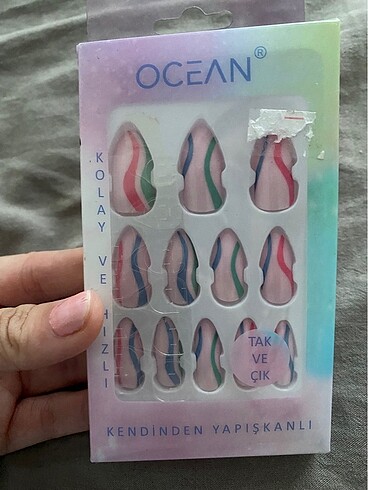 OCEAN®
KOLAY VE HIZLI
TAK
VE
ÇIK
KENDİNDEN YAPIŞKANLI